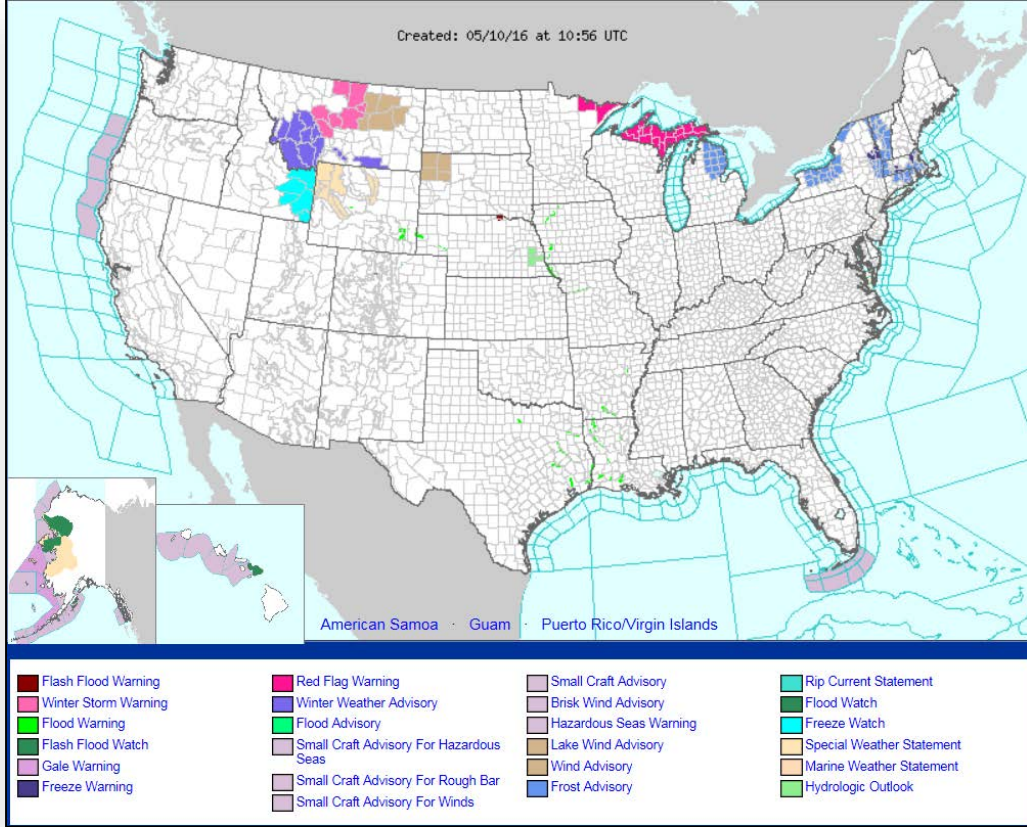 Created: 05/10/16 at 10:56 UTC
American Samoa · Guam · Puerto Rico/Virgin Islands
Flash Flood Warning
Winter Storm Warning
Flood Warning
Flash Flood Watch
Gale Warning
Freeze Warning
Red Flag Warning
Winter Weather Advisory
Flood Advisory
Small Craft Advisory For Hazardous
Seas
Small Craft Advisory For Rough Bar
Small Craft Advisory For Winds
Small Craft Advisory
Brisk Wind Advisory
Hazardous Seas Warning
Lake Wind Advisory
Wind Advisory
Frost Advisory
Rip Current Statement
Flood Watch
Freeze Watch
Special Weather Statement
Marine Weather Statement
Hydrologic Outlook